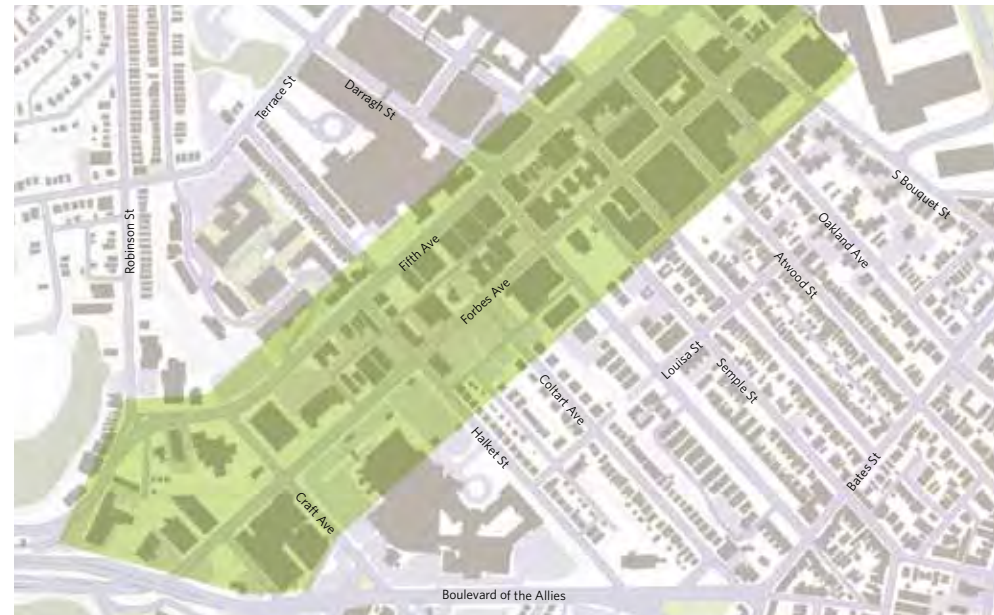 Terrace St
Darragh St
S Bouquet St
Robinson St
Oakland Ave
Fifth Ave
Atwood St
Forbes Ave
Louisa St
Semple St
Coltart Ave
Halket St
Bates St
Craft Ave
Boulevard of the Allies